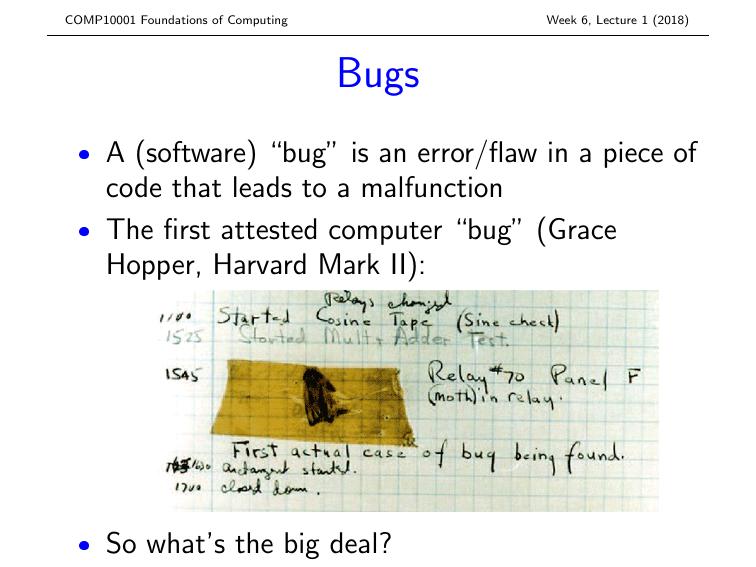 COMP10001 Foundations of Computing
Week 6, Lecture 1 (2018)
Bugs
• A (software) “bug” is an error/flaw in a piece of
code that leads to a malfunction
• The first attested computer “bug” (Grace
Hopper, Harvard Mark II):
Relays changed
1100 Started Cosine Tape (Sine check)
1525 Started Mult+ Adder Test.
1545 Relay #70 Panel F
(moth) in relay.
First actual case of bug being found.
started.
1700 closed down.
• So what's the big deal?